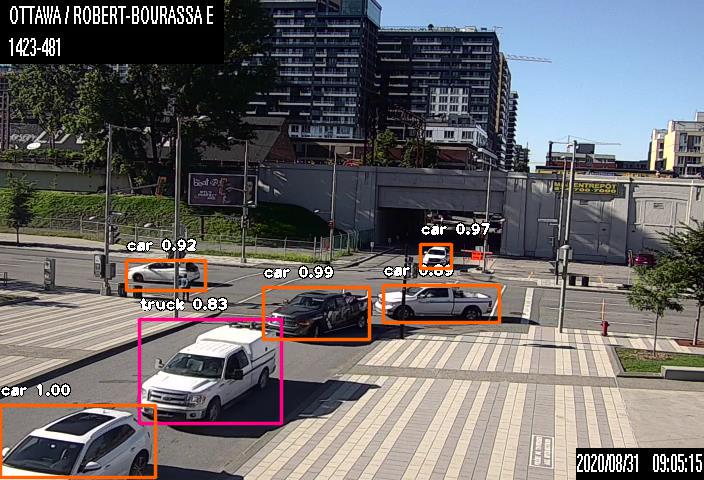 OTTAWA / ROBERT-BOURASSA E
1423-481
car 0.97
car 0.92
car 0.99
car 0.89
truck 0.83
car 1.00
2020/08/31 09:05:15